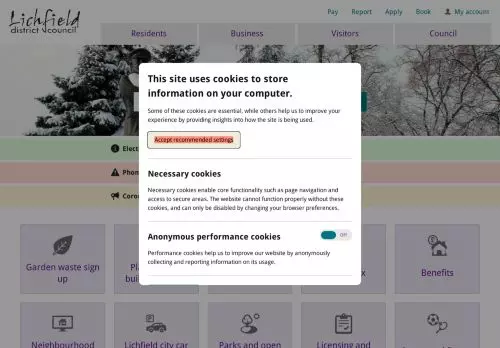 Lichfield
district council
Pay Report Apply Book My account
Residents Business Visitors Council
This site uses cookies to store
information on your computer.
Some of these cookies are essential, while others help us to improve your
experience by providing insights into how the site is being used.
Accept recommended settings
Necessary cookies
Necessary cookies enable core functionality such as page navigation and
access to secure areas. The website cannot function properly without these
cookies, and can only be disabled by changing your browser preferences.
Anonymous performance cookies Off
Performance cookies help us to improve our website by anonymously
collecting and reporting information on its usage.
Garden waste sign
up
Benefits
Neighbourhood Lichfield city car Parks and open Licensing and